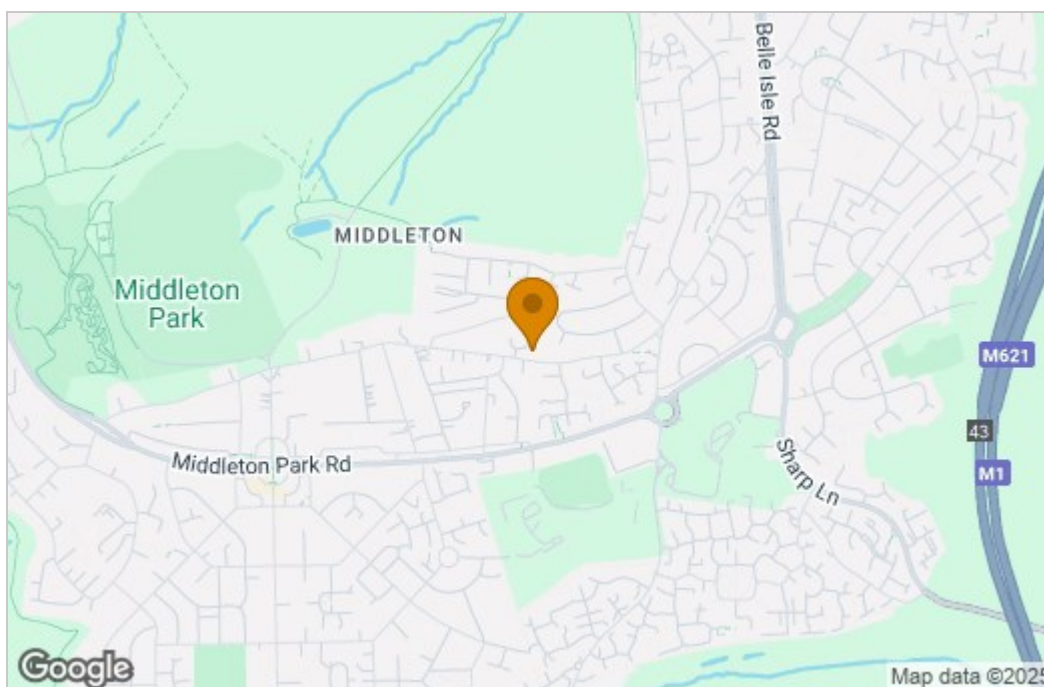 Belle Isle Rd
MIDDLETON
Middleton
Park
M621
43
M1
Middleton Park Rd
Sharp Ln
Google
Map data ©2025